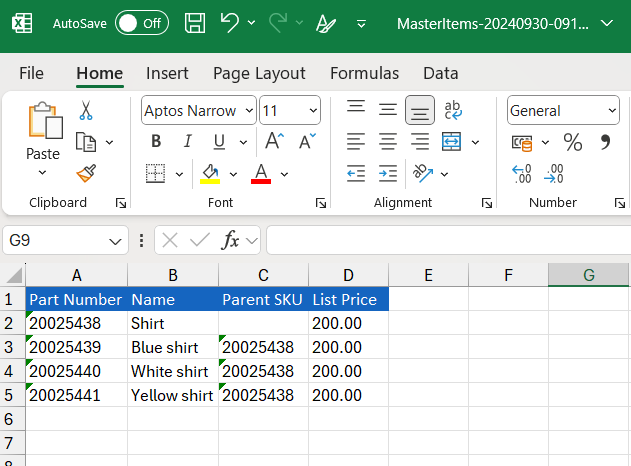 AutoSave Off MasterItems-20240930-091...
File Home Insert Page Layout Formulas Data
Aptos Narrow 11 ab c General
Paste B I U A A % 9
A .00 .00
Clipboard Font Alignment Number
G9 fx
A B C D E F G
1 Part Number Name Parent SKU List Price
2 20025438 Shirt 200.00
3 20025439 Blue shirt 20025438 200.00
4 20025440 White shirt 20025438 200.00
5 20025441 Yellow shirt 20025438 200.00
6
7
8